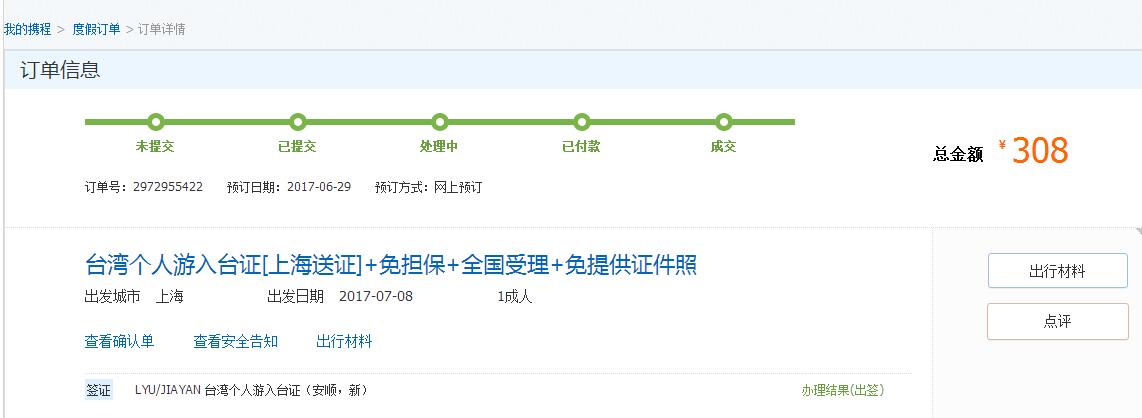 我的携程 > 度假订单 > 订单详情
订单信息
未提交 已提交 处理中 已付款 成交
总金额 ¥308
订单号：2972955422 预订日期：2017-06-29 预订方式：网上预订
台湾个人游入台证[上海送证]+免担保+全国受理+免提供证件照
出行材料
出发城市 上海 出发日期 2017-07-08 1成人
点评
查看确认单 查看安全告知 出行材料
签证 LYU/JIAYAN 台湾个人游入台证（安顺，新） 办理结果(出签)